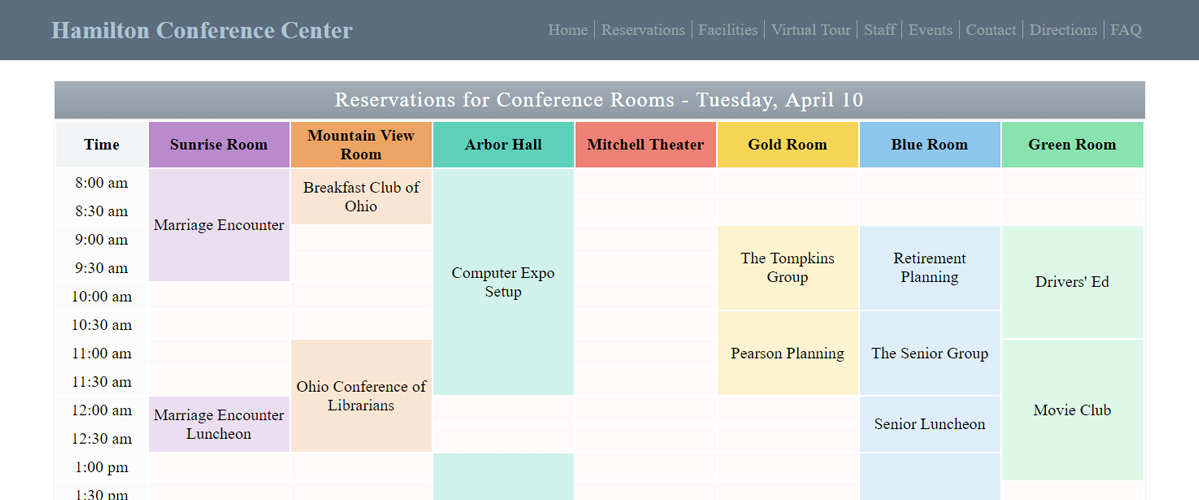 Hamilton Conference Center
Home Reservations Facilities Virtual Tour Staff Events Contact Directions FAQ
Reservations for Conference Rooms - Tuesday, April 10
Time Sunrise Room Mountain View Room Arbor Hall Mitchell Theater Gold Room Blue Room Green Room
8:00 am
Marriage Encounter
Breakfast Club of
Ohio
Computer Expo
Setup
8:30 am
9:00 am
The Tompkins
Group
Retirement
Planning
Drivers' Ed
9:30 am
10:00 am
10:30 am
Pearson Planning
The Senior Group
11:00 am
Ohio Conference of
Librarians
Movie Club
11:30 am
12:00 am
Marriage Encounter
Luncheon
Senior Luncheon
12:30 am
1:00 pm
1:30 pm